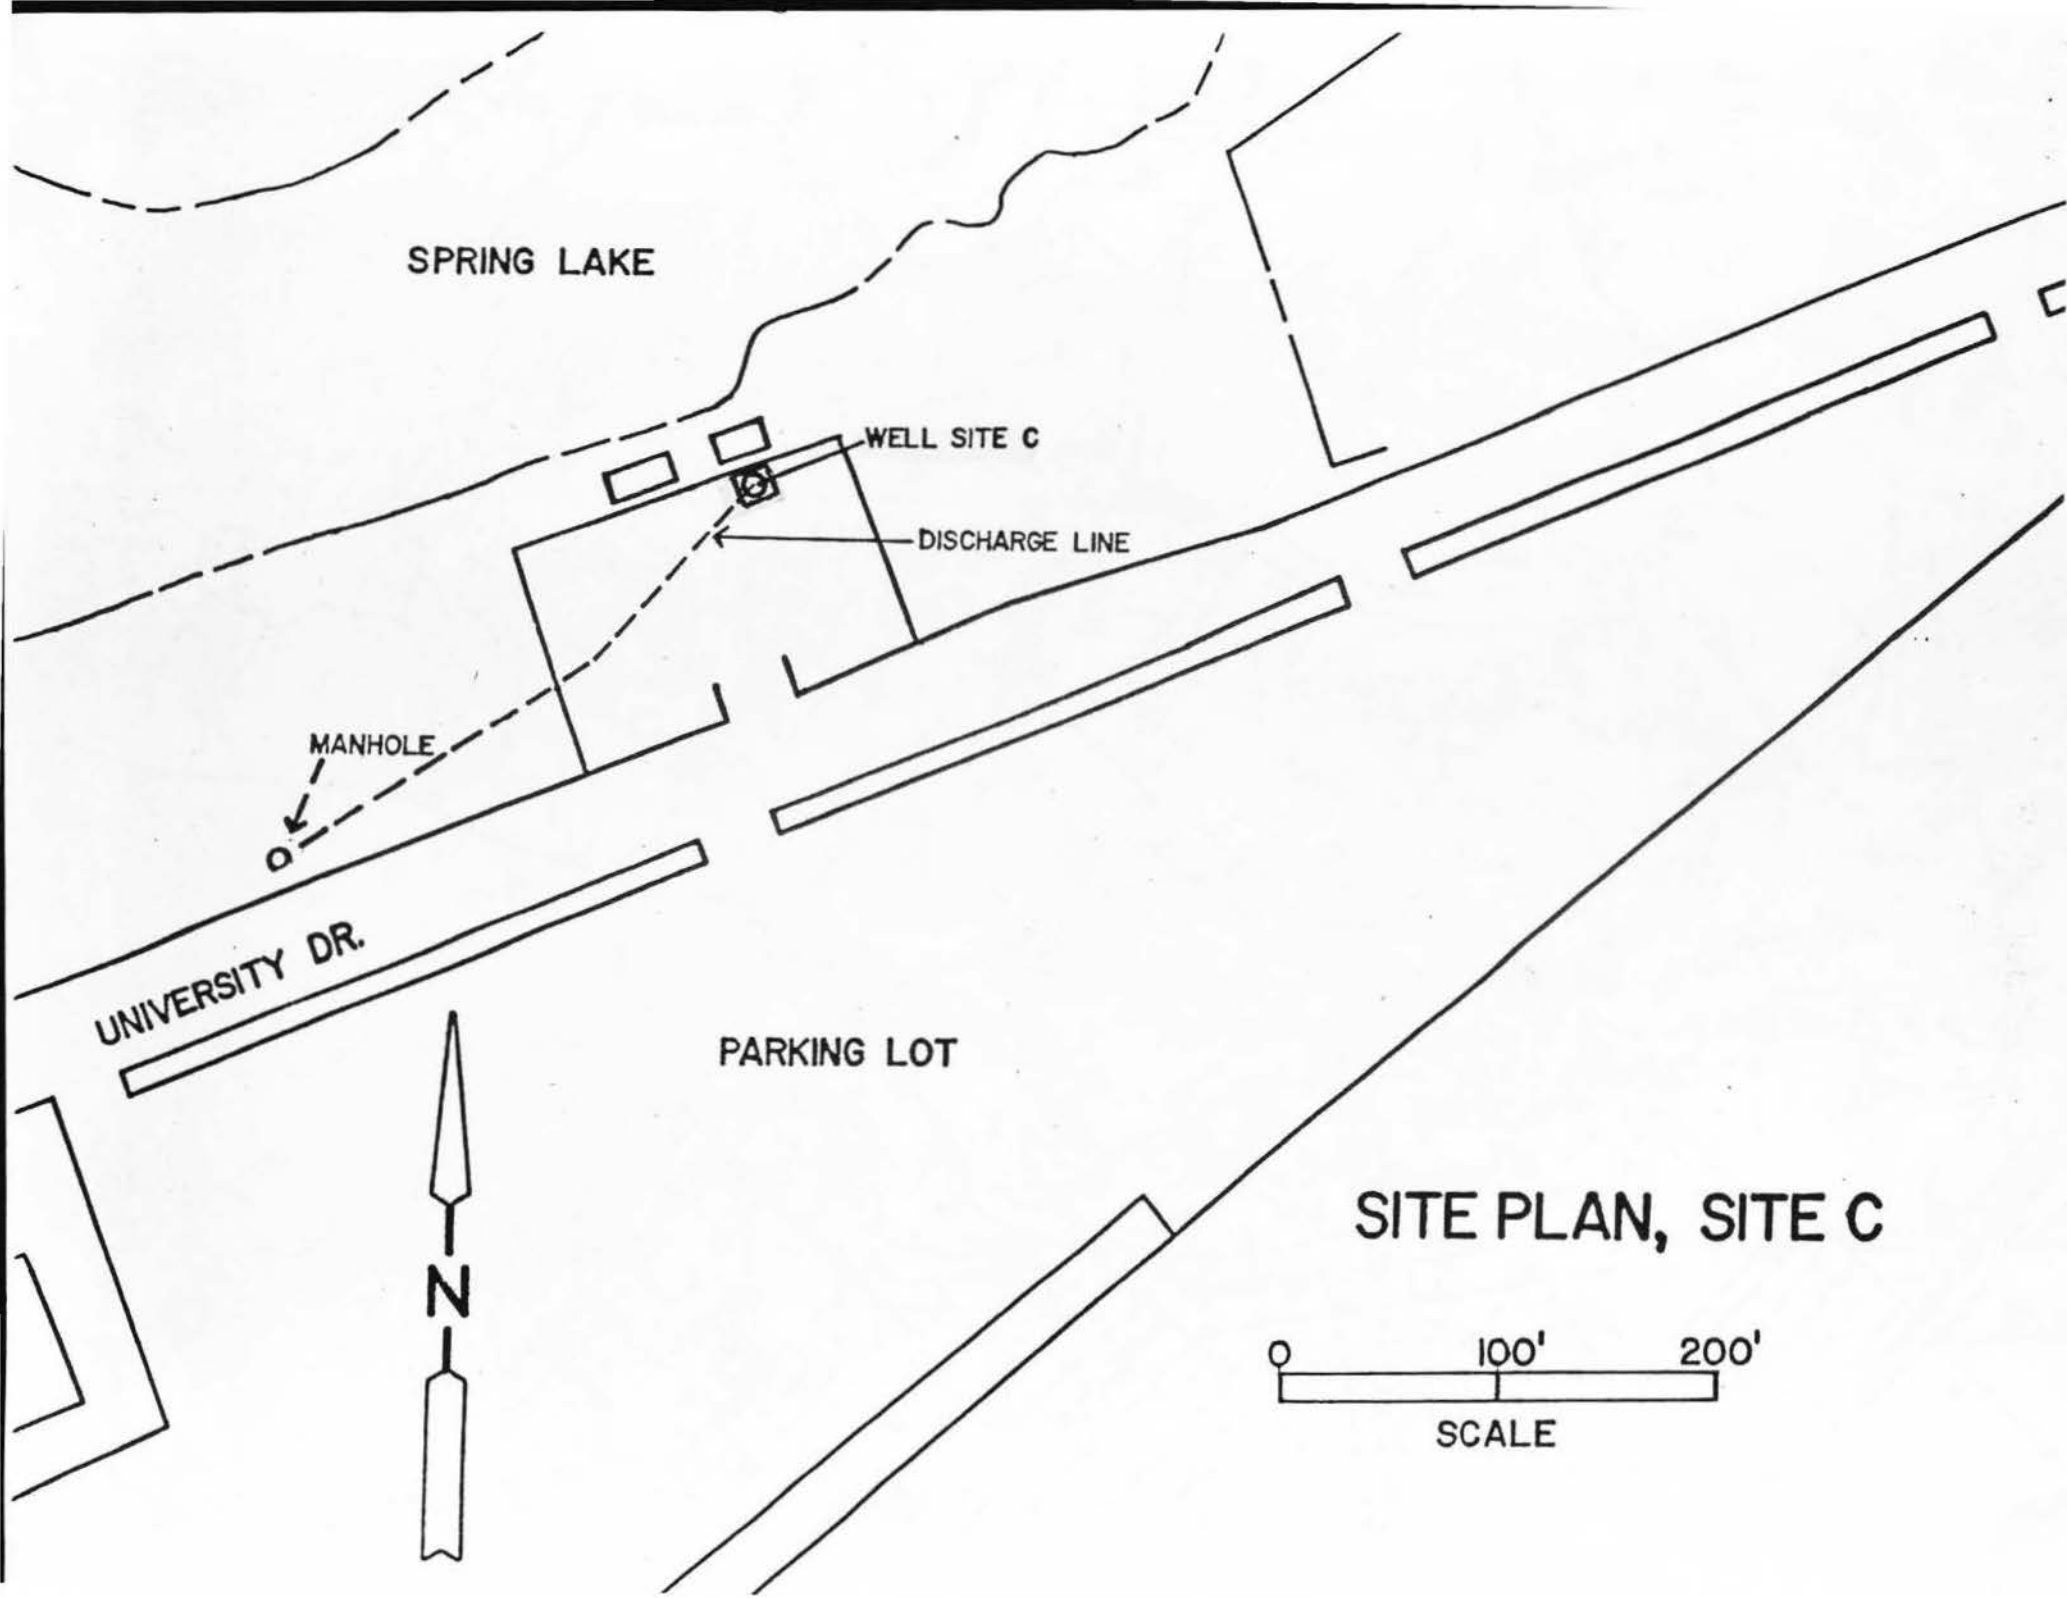 SPRING LAKE
WELL SITE C
DISCHARGE LINE
MANHOLE
UNIVERSITY DR.
PARKING LOT
N
SITE PLAN, SITE C
0 100' 200'
SCALE